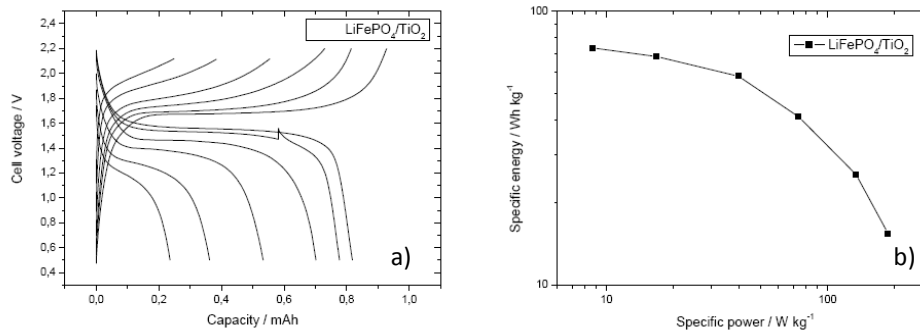 2,4
2,2
2,0
1,8
1,6
1,4
1,2
1,0
0,8
0,6
0,4
Cell voltage / V
LiFePO₄/TiO₂
a)
0,0 0,2 0,4 0,6 0,8 1,0
Capacity / mAh
100
10
Specific energy / Wh kg⁻¹
LiFePO₄/TiO₂
b)
10 100
Specific power / W kg⁻¹